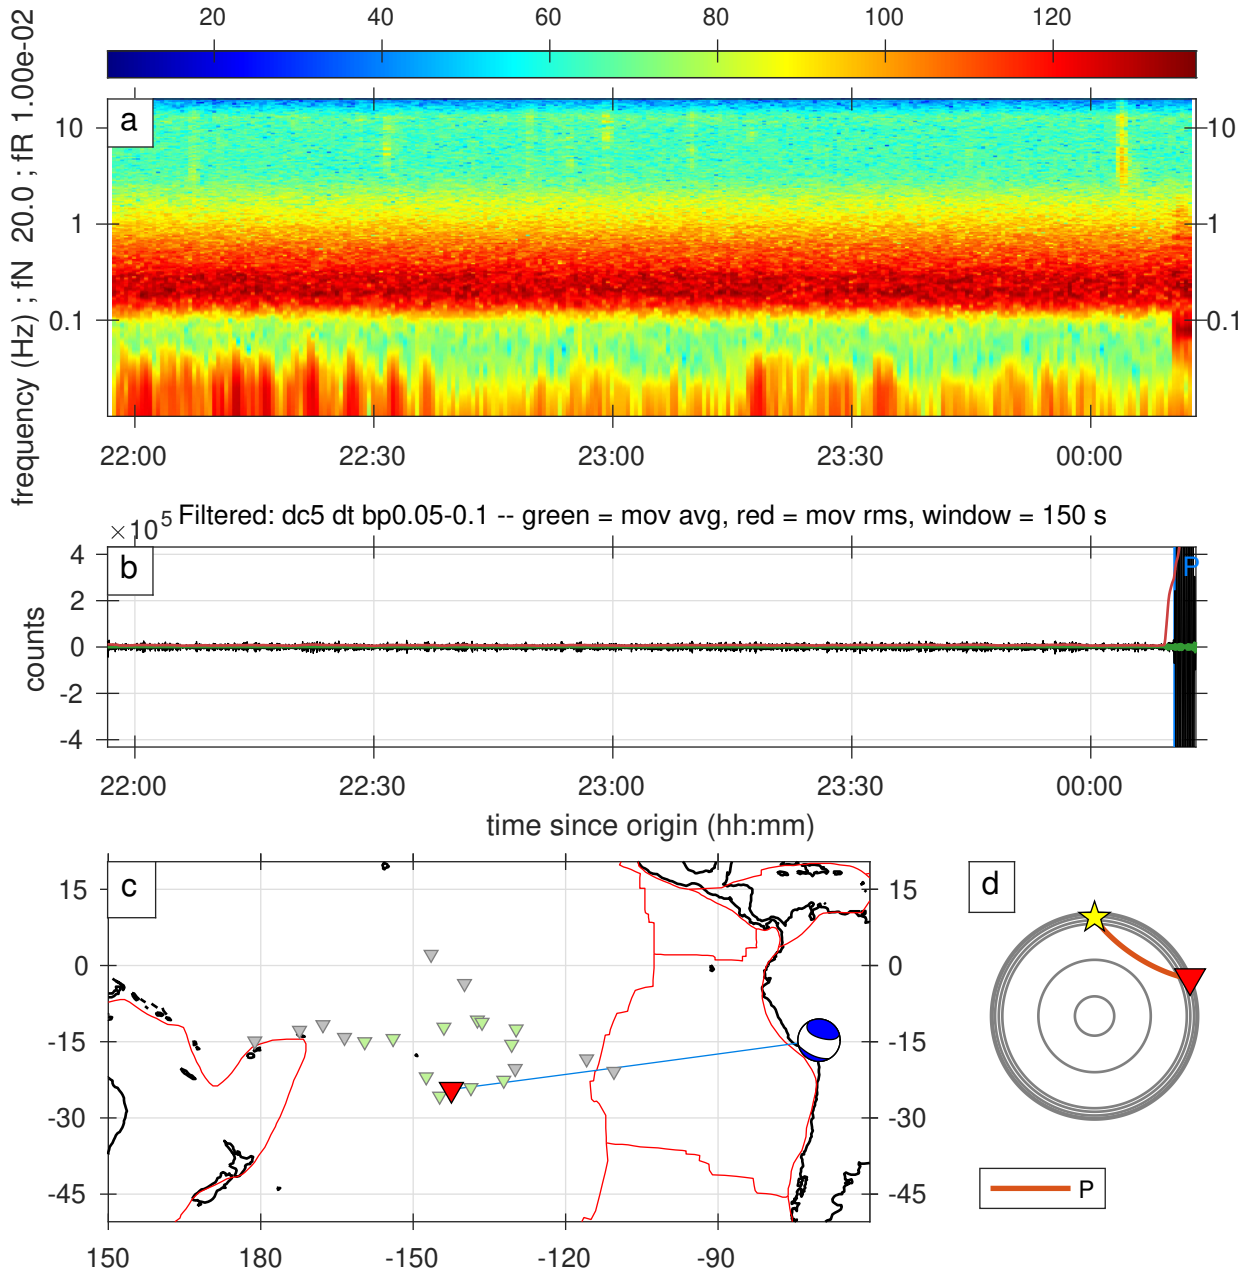 20 40 60 80 100 120
frequency (Hz) ; fN 20.0 ; fR 1.00e-02
a
10 10
1 1
0.1 0.1
22:00 22:30 23:00 23:30 00:00
×10^5 Filtered: dc5 dt bp0.05-0.1 -- green = mov avg, red = mov rms, window = 150 s
b
P
counts
4
2
0
-2
-4
22:00 22:30 23:00 23:30 00:00
time since origin (hh:mm)
c
15 15
0 0
-15 -15
-30 -30
-45 -45
150 180 -150 -120 -90
d
P